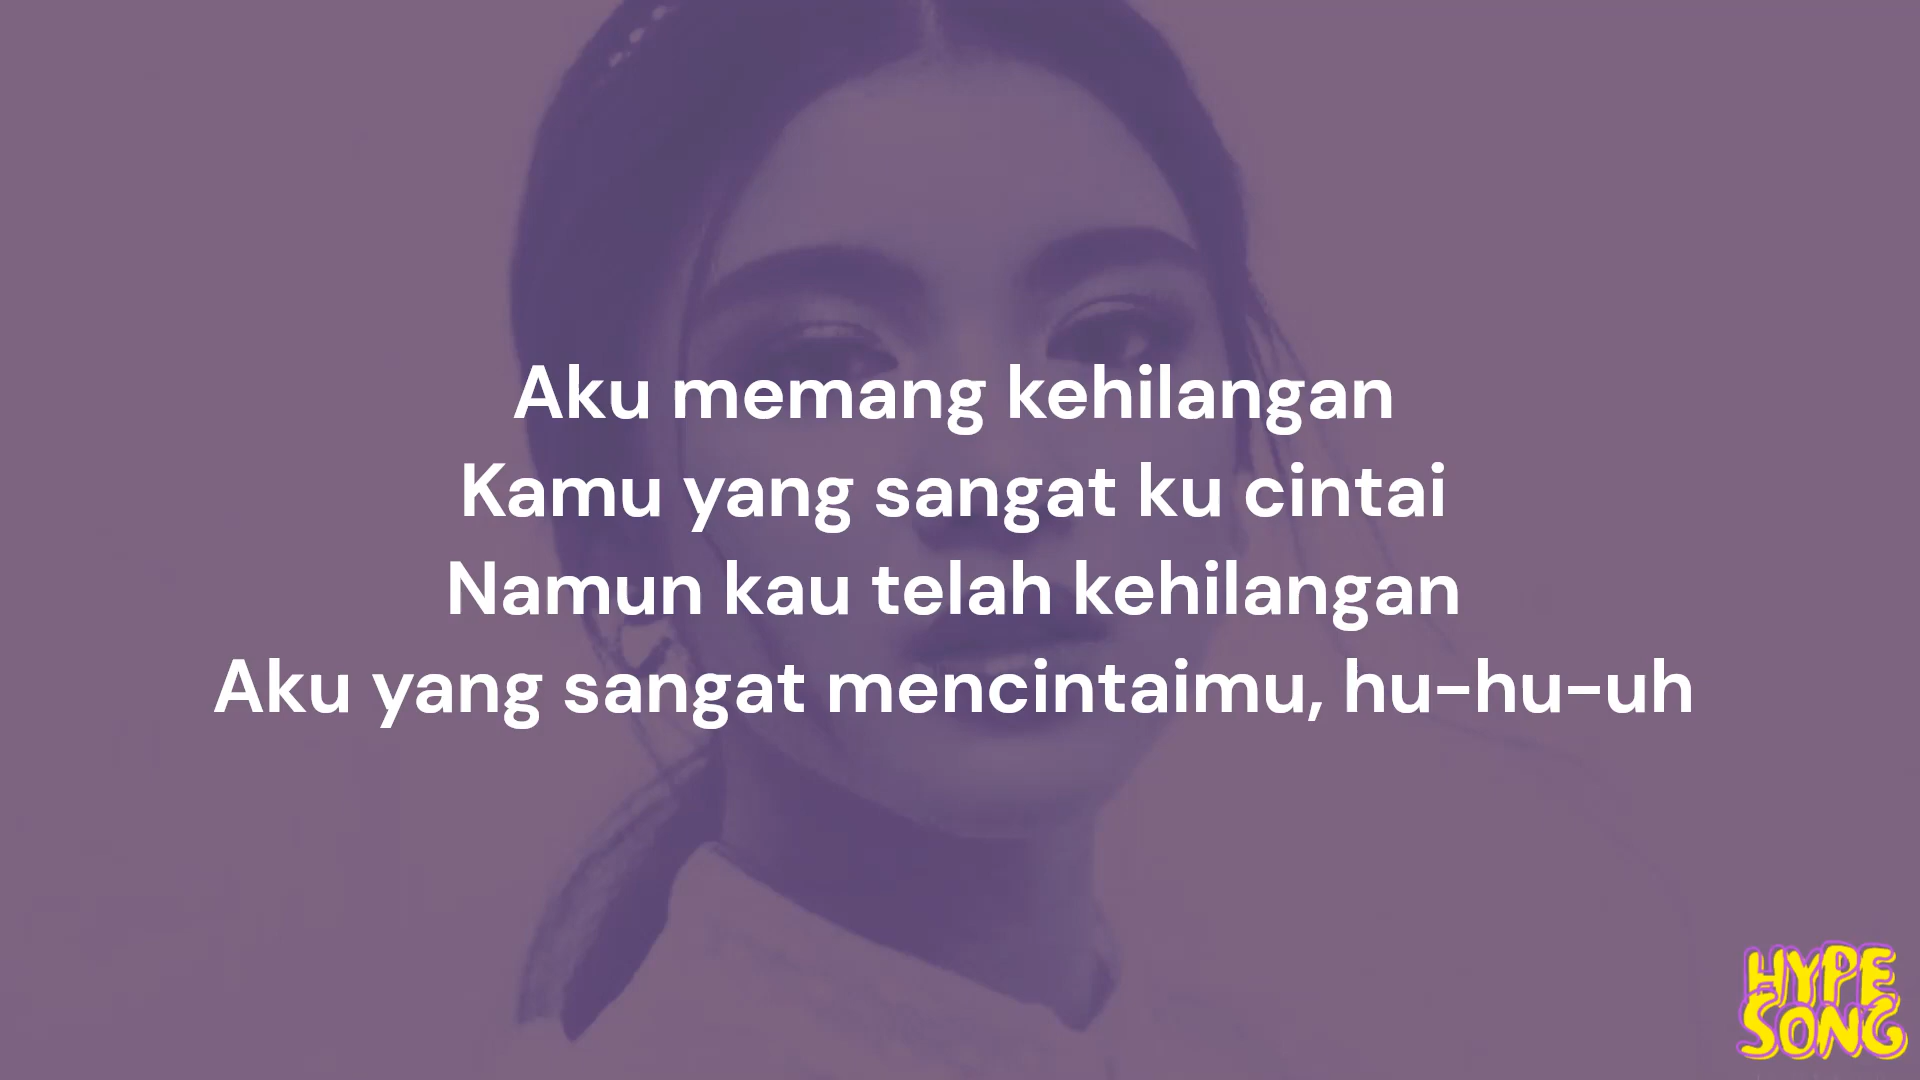 Aku memang kehilangan
Kamu yang sangat ku cintai
Namun kau telah kehilangan
Aku yang sangat mencintaimu, hu-hu-uh
HYPE
SONG